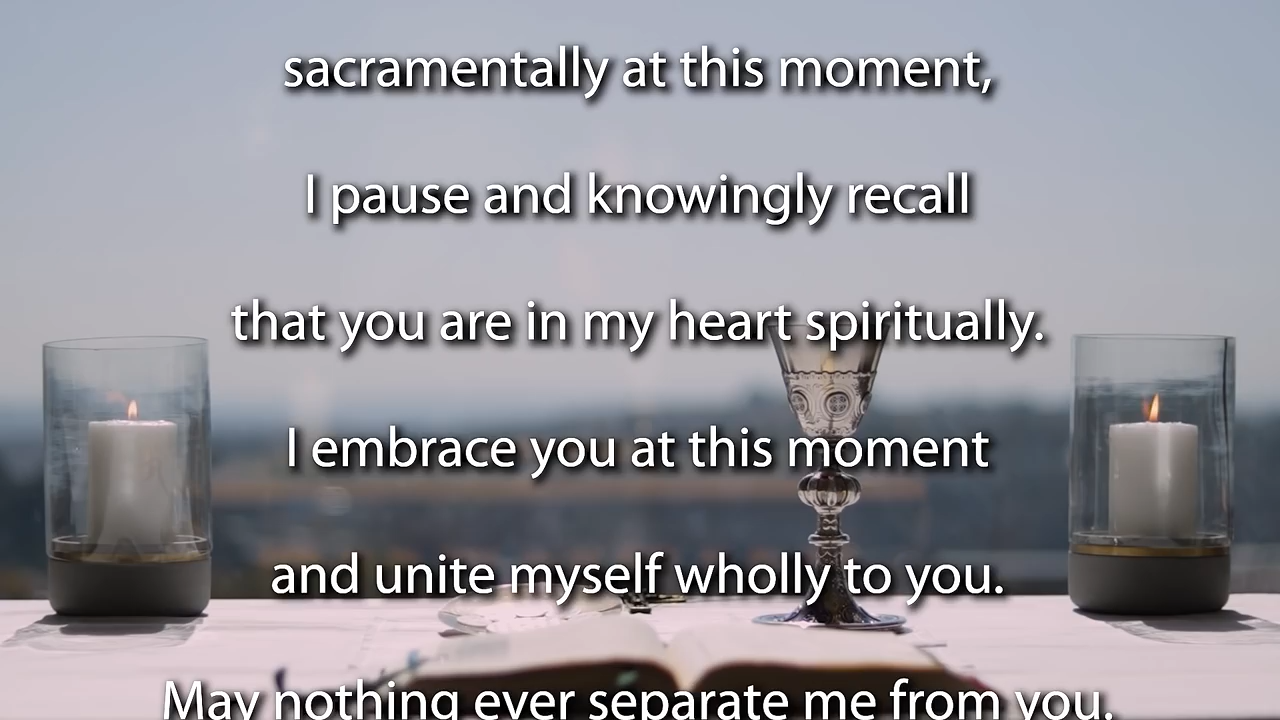 sacramentally at this moment,
I pause and knowingly recall
that you are in my heart spiritually.
I embrace you at this moment
and unite myself wholly to you.
May nothing ever separate me from you.